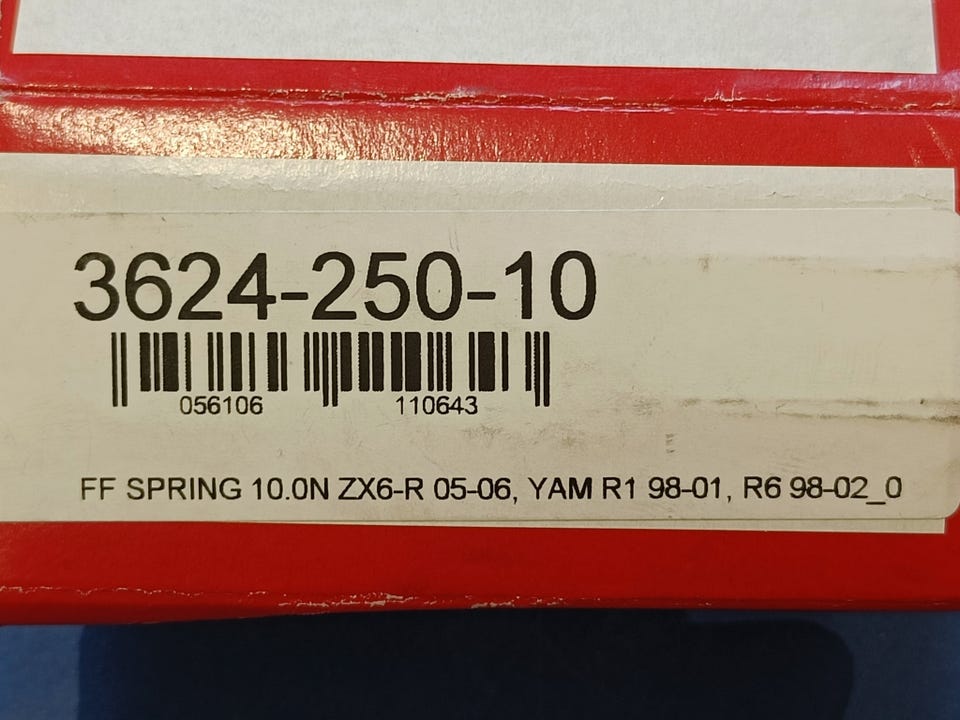 3624-250-10
056106 110643
FF SPRING 10.0N ZX6-R 05-06, YAM R1 98-01, R6 98-02_0